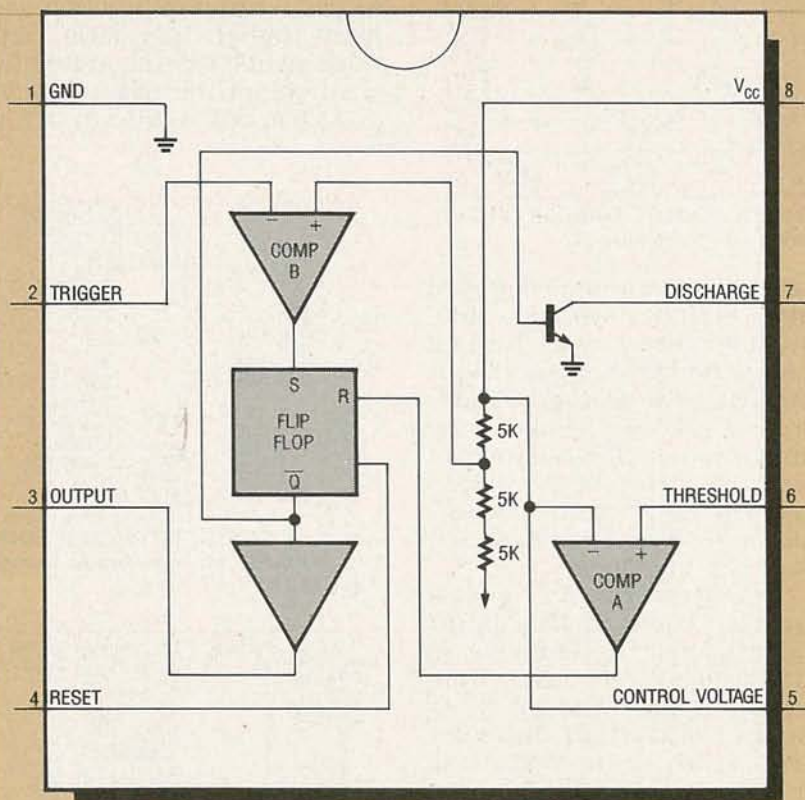 1 GND
V_CC 8
− +
COMP
B
2 TRIGGER
DISCHARGE 7
S
R
FLIP
FLOP
Q̅
5K
5K
5K
3 OUTPUT
THRESHOLD 6
− +
COMP
A
4 RESET
CONTROL VOLTAGE 5